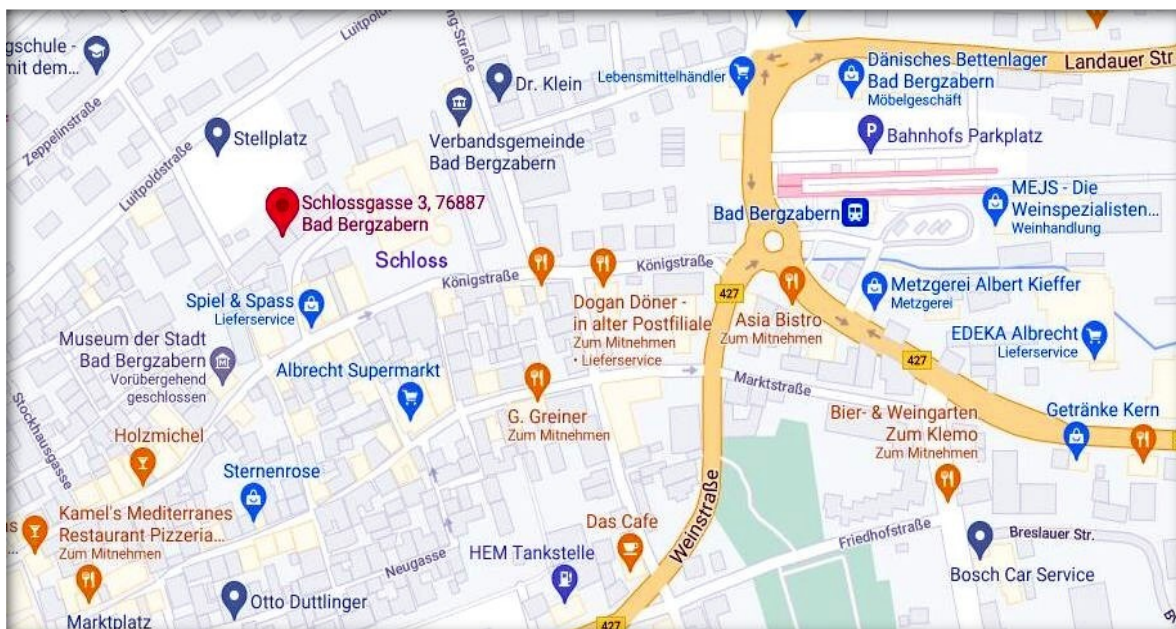 gschule -
mit dem...
Zeppelinstraße
Luitpoldstraße
Stellplatz
Dr. Klein
Verbandsgemeinde
Bad Bergzabern
Lebensmittelhändler
Dänisches Bettenlager
Bad Bergzabern
Möbelgeschäft
Landauer Str
P
Bahnhofs Parkplatz
Schlossgasse 3, 76887
Bad Bergzabern
Schloss
Bad Bergzabern
MEJS - Die
Weinspezialisten...
Weinhandlung
Königstraße
Königstraße
Spiel & Spass
Lieferservice
427
Dogan Döner -
in alter Postfiliale
Zum Mitnehmen
• Lieferservice
Asia Bistro
Zum Mitnehmen
Metzgerei Albert Kieffer
Metzgerei
EDEKA Albrecht
Lieferservice
427
Museum der Stadt
Bad Bergzabern
Vorübergehend
geschlossen
Albrecht Supermarkt
Marktstraße
G. Greiner
Zum Mitnehmen
Bier- & Weingarten
Zum Klemo
Zum Mitnehmen
Getränke Kern
Stockhausgasse
Holzmichel
Sternenrose
Kamel's Mediterranes
Restaurant Pizzeria...
Zum Mitnehmen
Das Cafe
Weinstraße
Friedhofstraße
Breslauer Str.
HEM Tankstelle
Neugasse
Bosch Car Service
Otto Duttlinger
Marktplatz
427